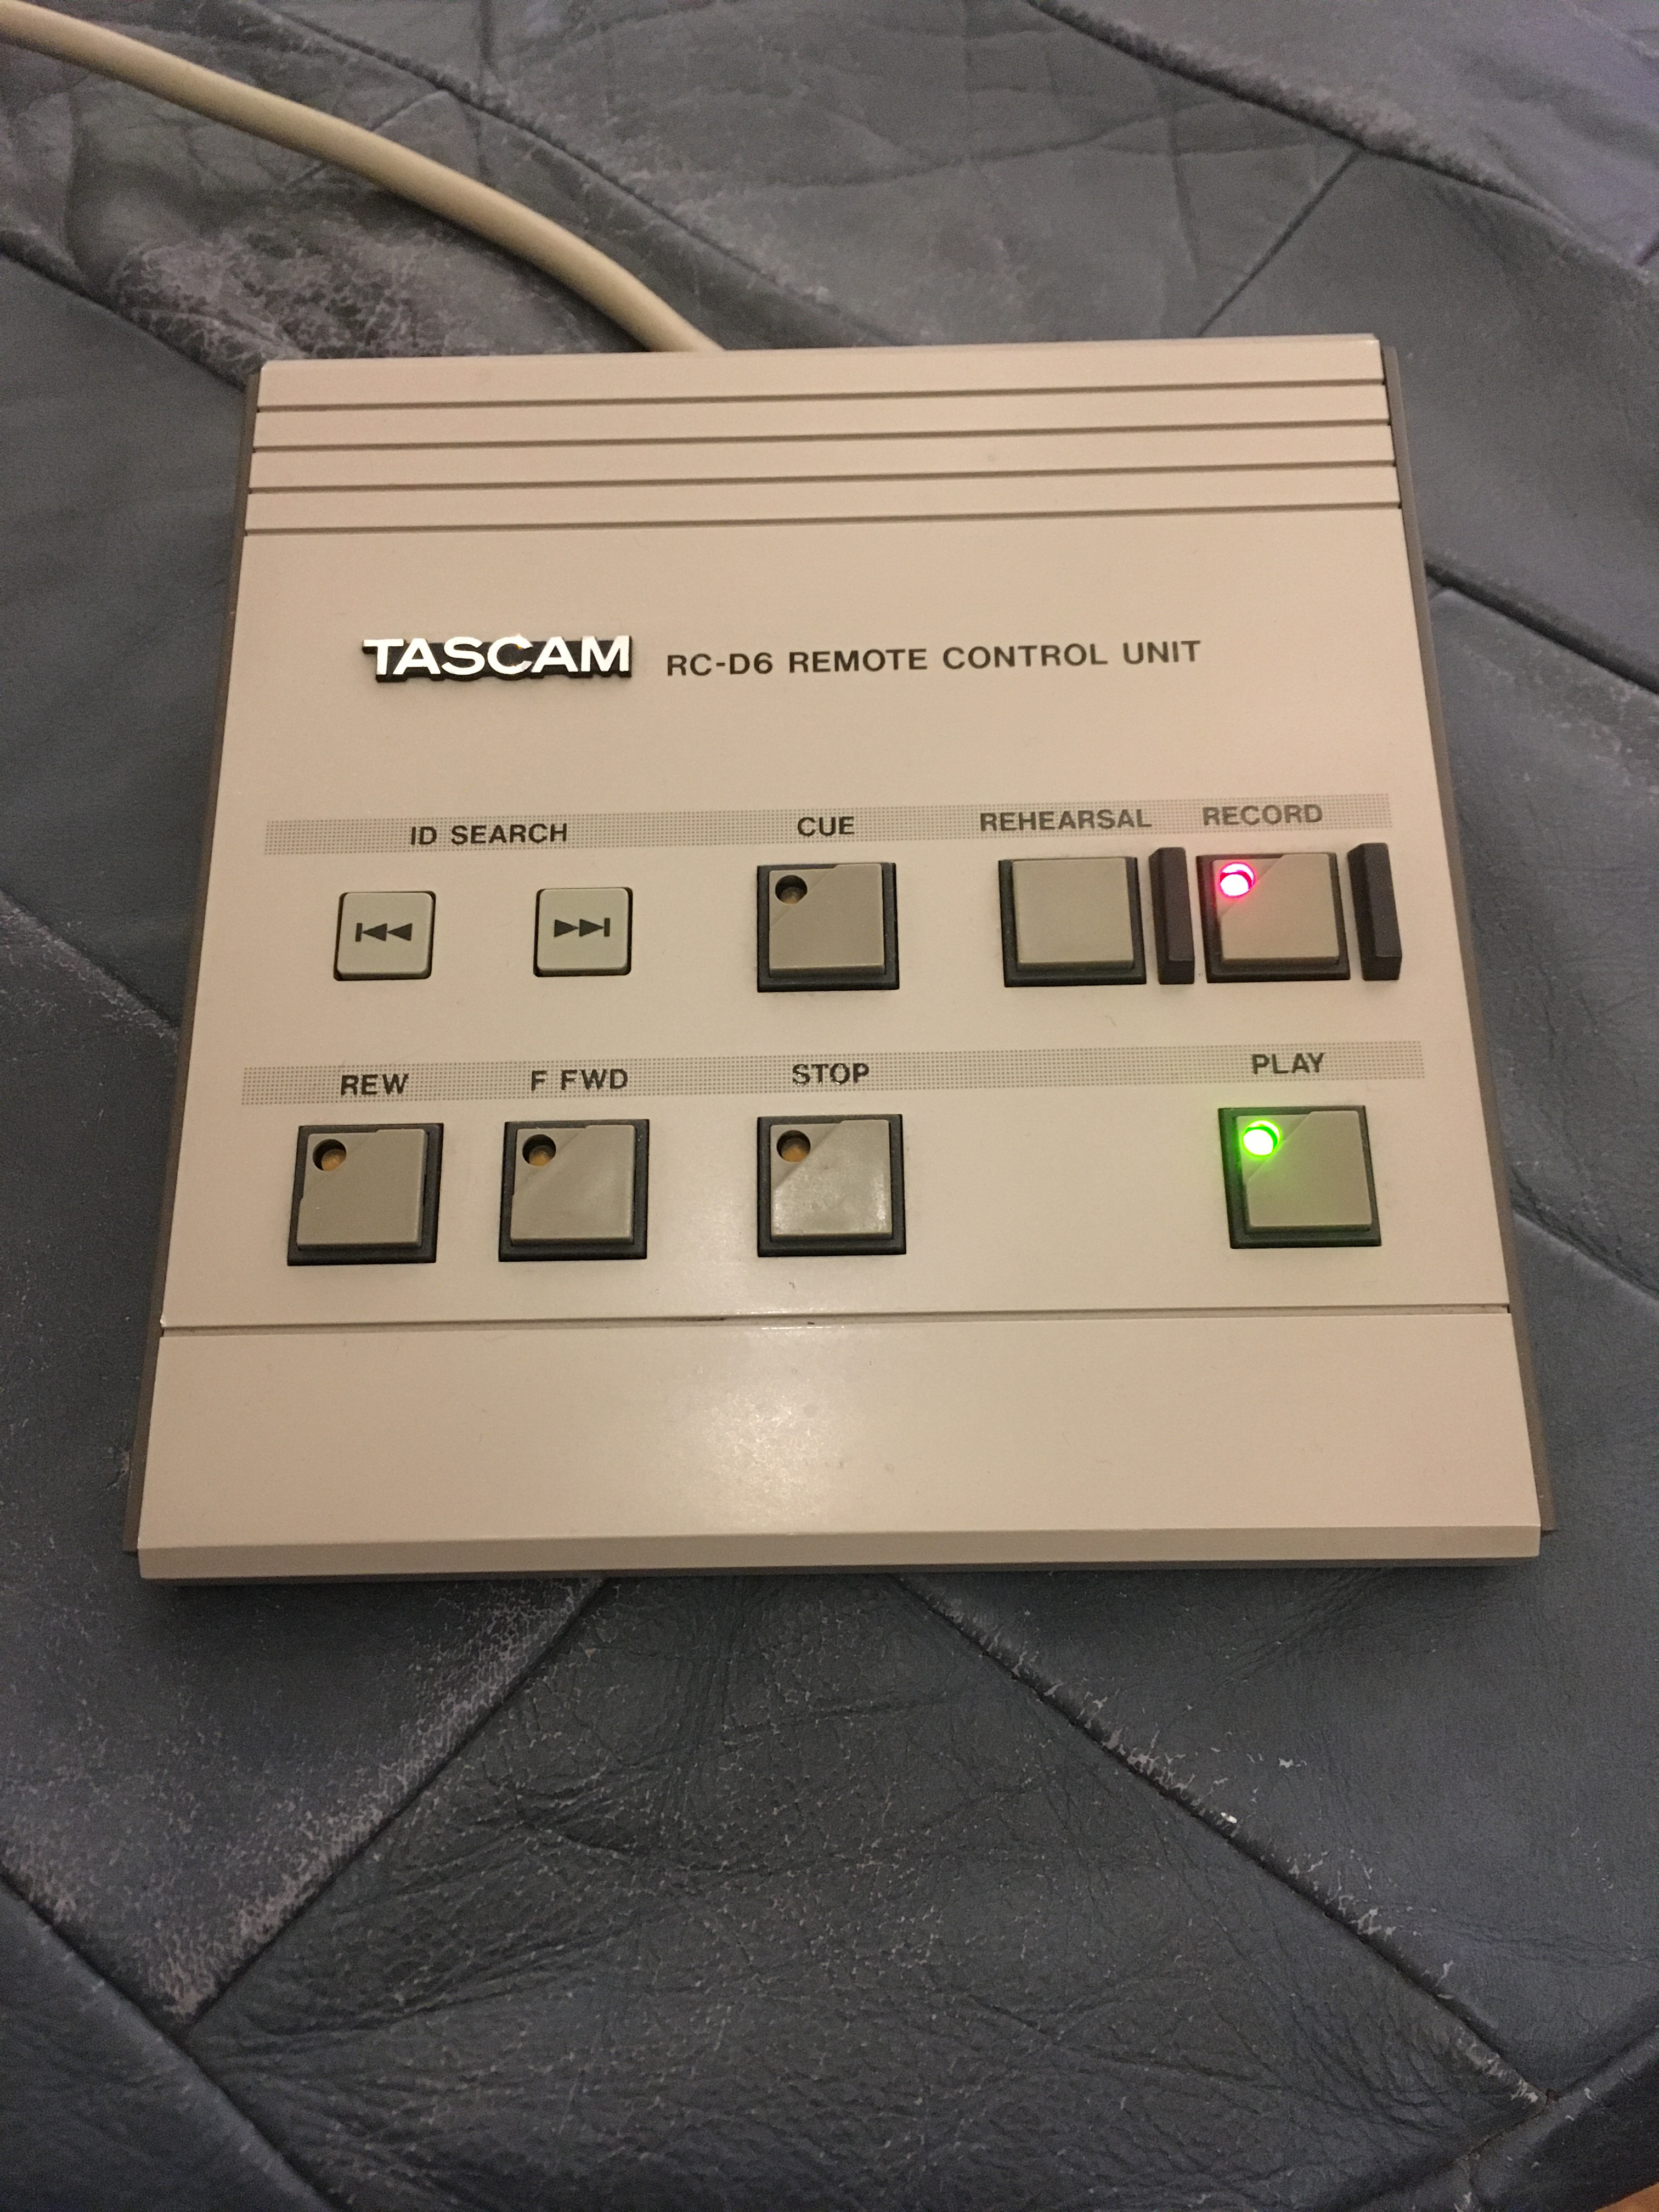 TASCAM RC-D6 REMOTE CONTROL UNIT
ID SEARCH CUE REHEARSAL RECORD
REW F FWD STOP PLAY